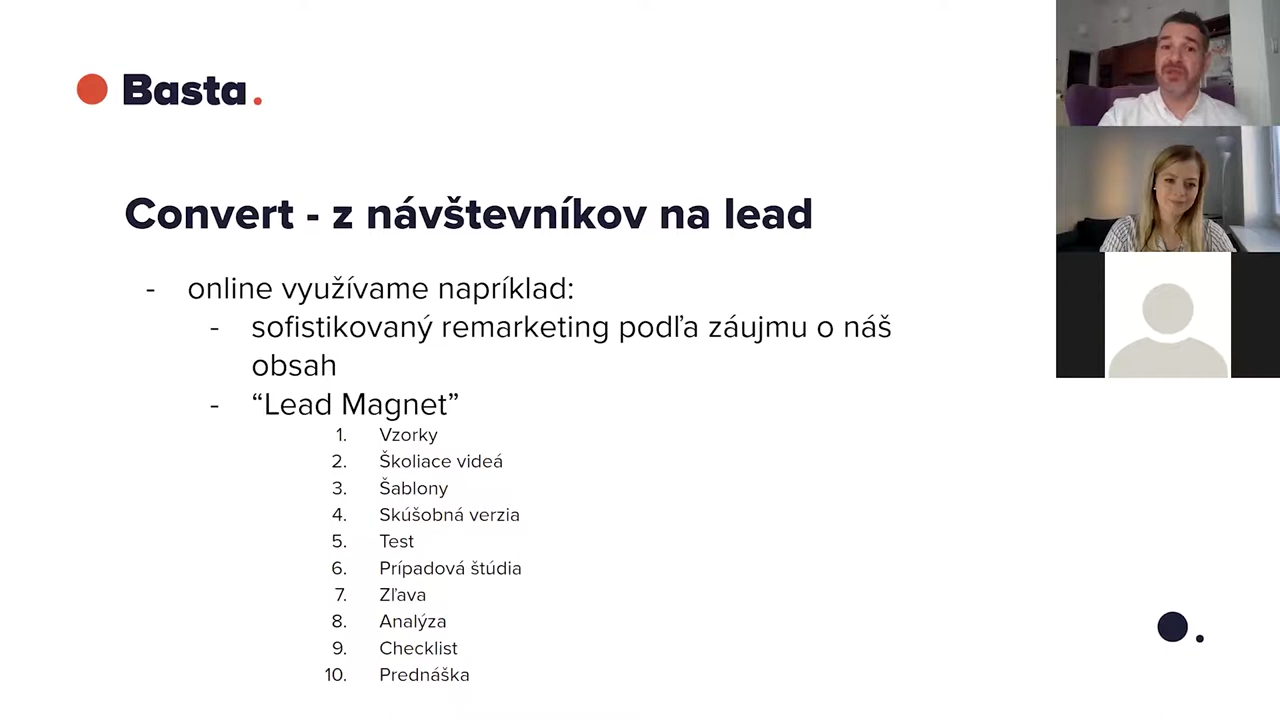 Basta.
Convert - z návštevníkov na lead
- online využívame napríklad:
- sofistikovaný remarketing podľa záujmu o náš
obsah
- “Lead Magnet”
1. Vzorky
2. Školiace videá
3. Šablony
4. Skúšobná verzia
5. Test
6. Prípadová štúdia
7. Zľava
8. Analýza
9. Checklist
10. Prednáška